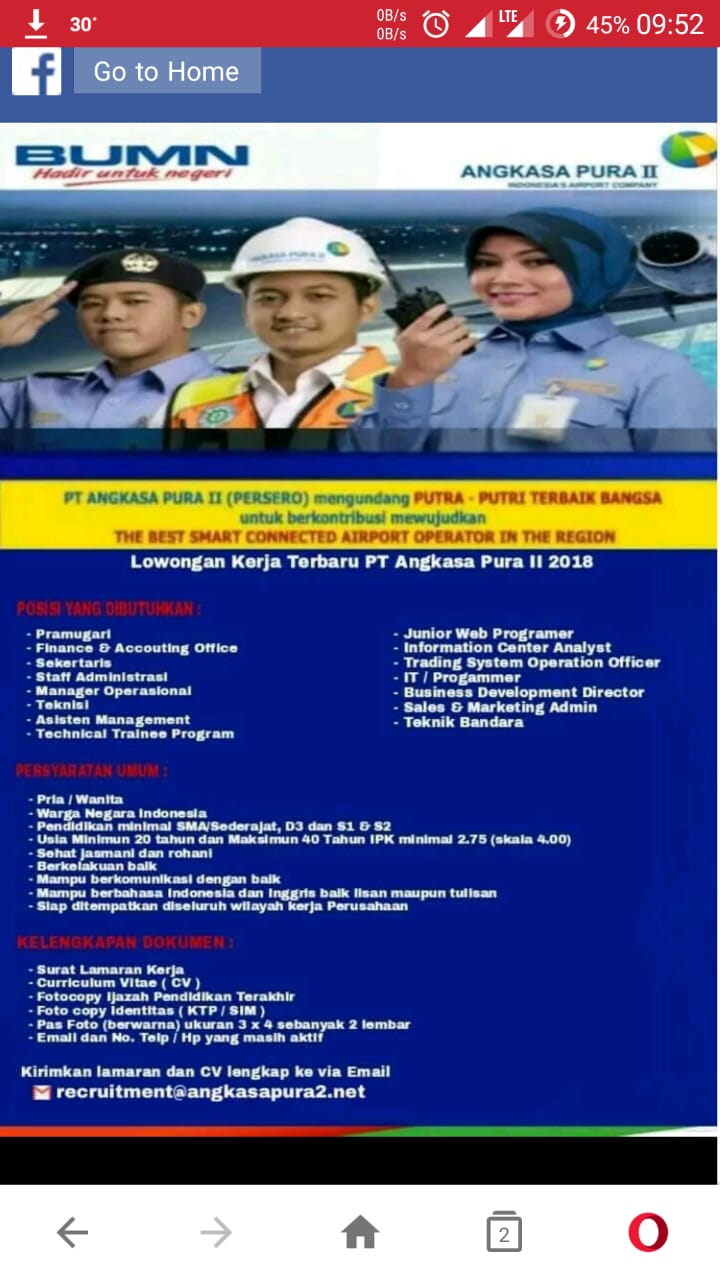 30°
0B/s
0B/s
LTE
45% 09:52
f Go to Home
BUMN
Hadir untuk negeri
ANGKASA PURA II
INDONESIA'S AIRPORT COMPANY
ANGKASA PURA II
PT ANGKASA PURA II (PERSERO) mengundang PUTRA - PUTRI TERBAIK BANGSA
untuk berkontribusi mewujudkan
THE BEST SMART CONNECTED AIRPORT OPERATOR IN THE REGION
Lowongan Kerja Terbaru PT Angkasa Pura II 2018
POSISI YANG DIBUTUHKAN :
- Pramugari
- Finance & Accouting Office
- Sekertaris
- Staff Administrasi
- Manager Operasional
- Teknisi
- Asisten Management
- Technical Trainee Program
- Junior Web Programer
- Information Center Analyst
- Trading System Operation Officer
- IT / Progammer
- Business Development Director
- Sales & Marketing Admin
- Teknik Bandara
PERSYARATAN UMUM :
- Pria / Wanita
- Warga Negara Indonesia
- Pendidikan minimal SMA/Sederajat, D3 dan S1 & S2
- Usia Minimun 20 tahun dan Maksimun 40 Tahun IPK minimal 2.75 (skala 4.00)
- Sehat jasmani dan rohani
- Berkelakuan baik
- Mampu berkomunikasi dengan baik
- Mampu berbahasa Indonesia dan Inggris baik lisan maupun tulisan
- Siap ditempatkan diseluruh wilayah kerja Perusahaan
KELENGKAPAN DOKUMEN :
- Surat Lamaran Kerja
- Curriculum Vitae ( CV )
- Fotocopy Ijazah Pendidikan Terakhir
- Foto copy Identitas ( KTP / SIM )
- Pas Foto (berwarna) ukuran 3 x 4 sebanyak 2 lembar
- Email dan No. Telp / Hp yang masih aktif
Kirimkan lamaran dan CV lengkap ke via Email
recruitment@angkasapura2.net
2